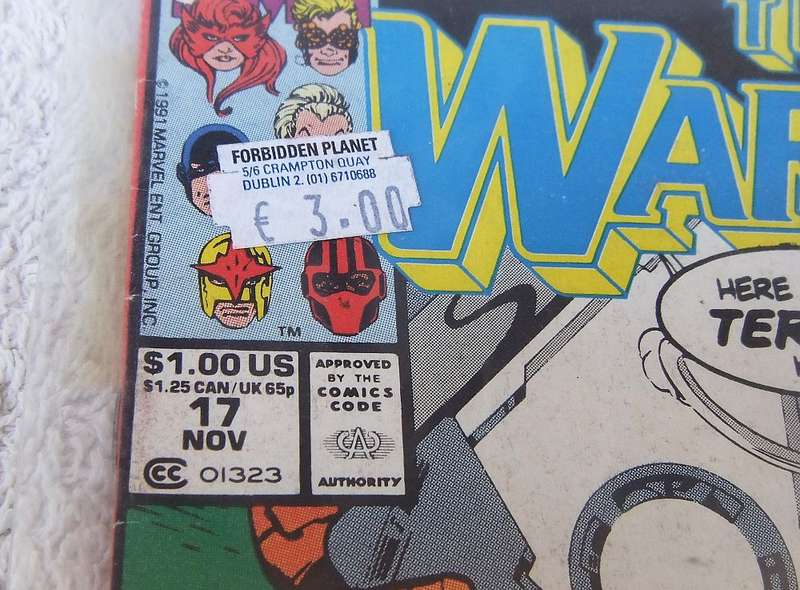 T
WAR
© 1991 MARVEL ENT. GROUP, INC.
FORBIDDEN PLANET
5/6 CRAMPTON QUAY
DUBLIN 2. (01) 6710688
€ 3.00
TM
HERE
TER
$1.00 US
$1.25 CAN/UK 65p
17
NOV
CC 01323
APPROVED
BY THE
COMICS
CODE
CA
AUTHORITY